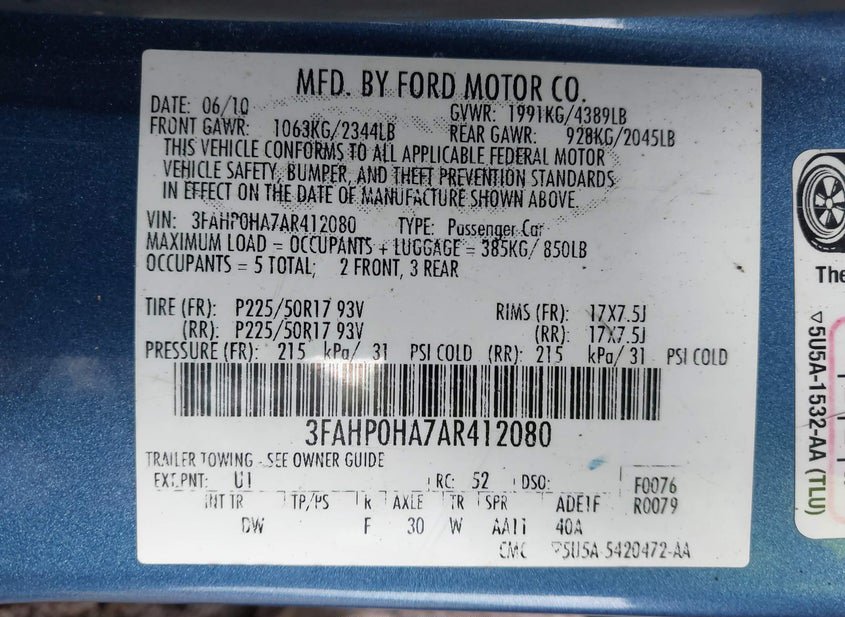 MFD. BY FORD MOTOR CO.
DATE: 06/10 GVWR: 1991KG/4389LB
FRONT GAWR: 1063KG/2344LB REAR GAWR: 928KG/2045LB
THIS VEHICLE CONFORMS TO ALL APPLICABLE FEDERAL MOTOR
VEHICLE SAFETY, BUMPER, AND THEFT PREVENTION STANDARDS
IN EFFECT ON THE DATE OF MANUFACTURE SHOWN ABOVE.
VIN: 3FAHP0HA7AR412080 TYPE: Passenger Car
MAXIMUM LOAD = OCCUPANTS + LUGGAGE = 385KG/ 850LB
OCCUPANTS = 5 TOTAL; 2 FRONT, 3 REAR
TIRE (FR): P225/50R17 93V RIMS (FR): 17X7.5J
(RR): P225/50R17 93V (RR): 17X7.5J
PRESSURE (FR): 215 kPa/ 31 PSI COLD (RR): 215 kPa/ 31 PSI COLD
3FAHP0HA7AR412080
TRAILER TOWING - SEE OWNER GUIDE
EXT.PNT: U1 RC: 52 DSO: F0076
R0079
INT TR TP/PS R AXLE TR SPR
DW F 30 W AA11 40A
CMC ▽5U5A-5420472-AA
The
▽5U5A-1532-AA (TLU)